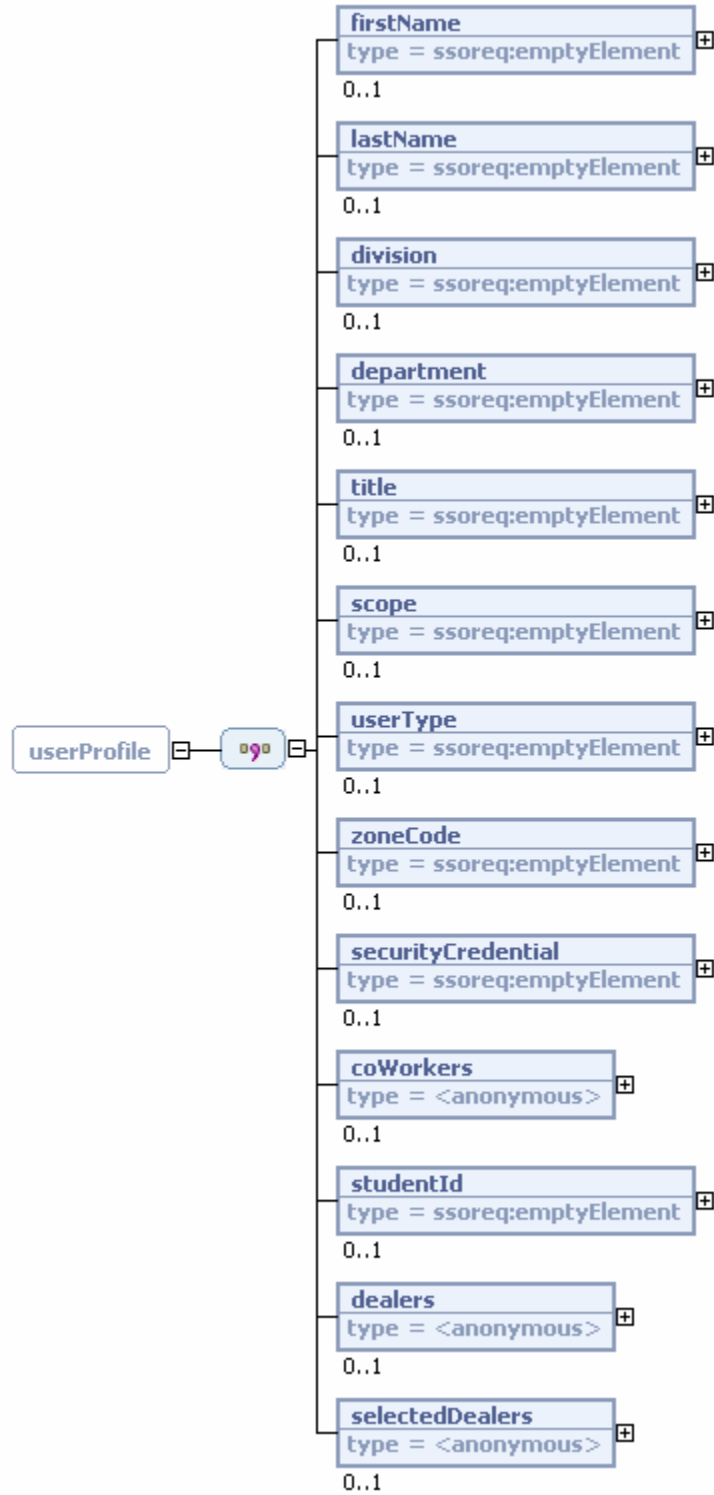 firstName
type = ssoreq:emptyElement
0..1
lastName
type = ssoreq:emptyElement
0..1
division
type = ssoreq:emptyElement
0..1
department
type = ssoreq:emptyElement
0..1
title
type = ssoreq:emptyElement
0..1
scope
type = ssoreq:emptyElement
0..1
userProfile
userType
type = ssoreq:emptyElement
0..1
zoneCode
type = ssoreq:emptyElement
0..1
securityCredential
type = ssoreq:emptyElement
0..1
coWorkers
type = <anonymous>
0..1
studentId
type = ssoreq:emptyElement
0..1
dealers
type = <anonymous>
0..1
selectedDealers
type = <anonymous>
0..1